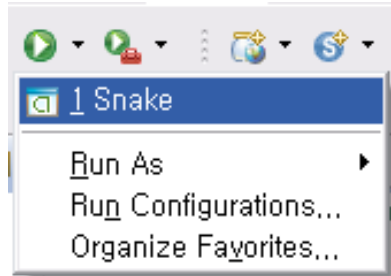 1 Snake
Run As
Run Configurations...
Organize Favorites...